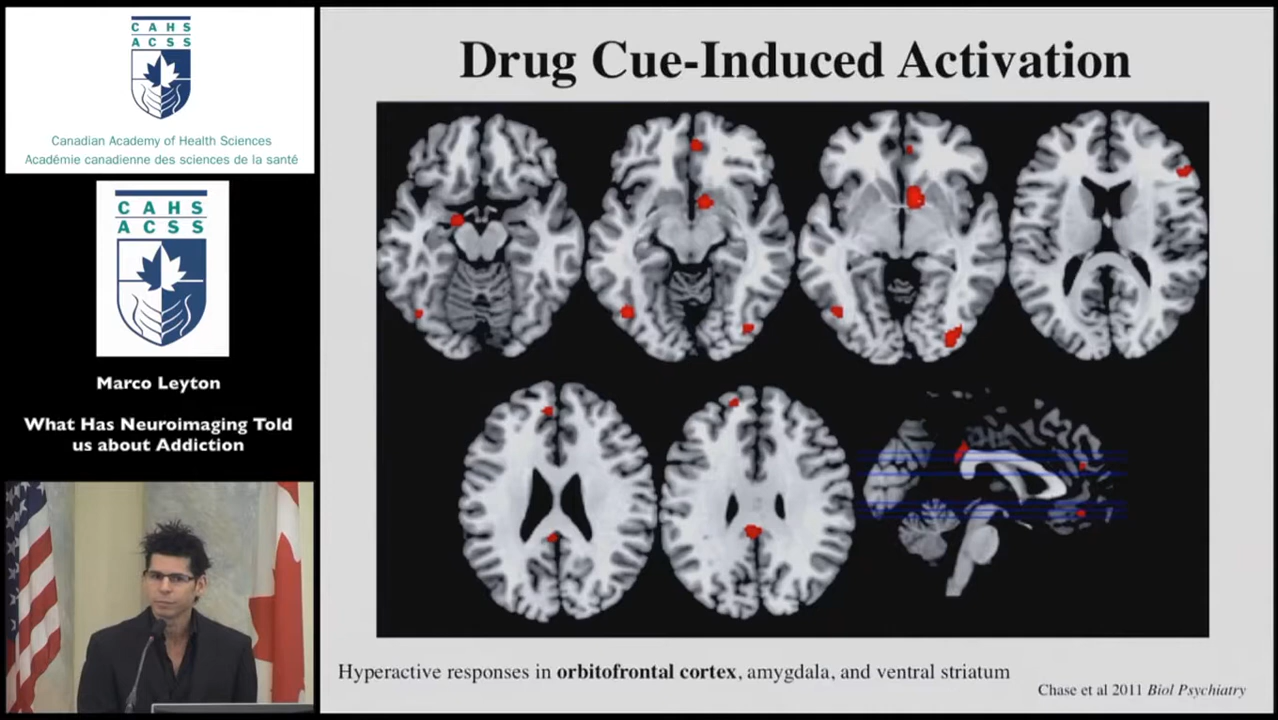 CAHS
ACSS
Canadian Academy of Health Sciences
Académie canadienne des sciences de la santé
CAHS
ACSS
Marco Leyton
What Has Neuroimaging Told
us about Addiction
Drug Cue-Induced Activation
Hyperactive responses in orbitofrontal cortex, amygdala, and ventral striatum
Chase et al 2011 Biol Psychiatry